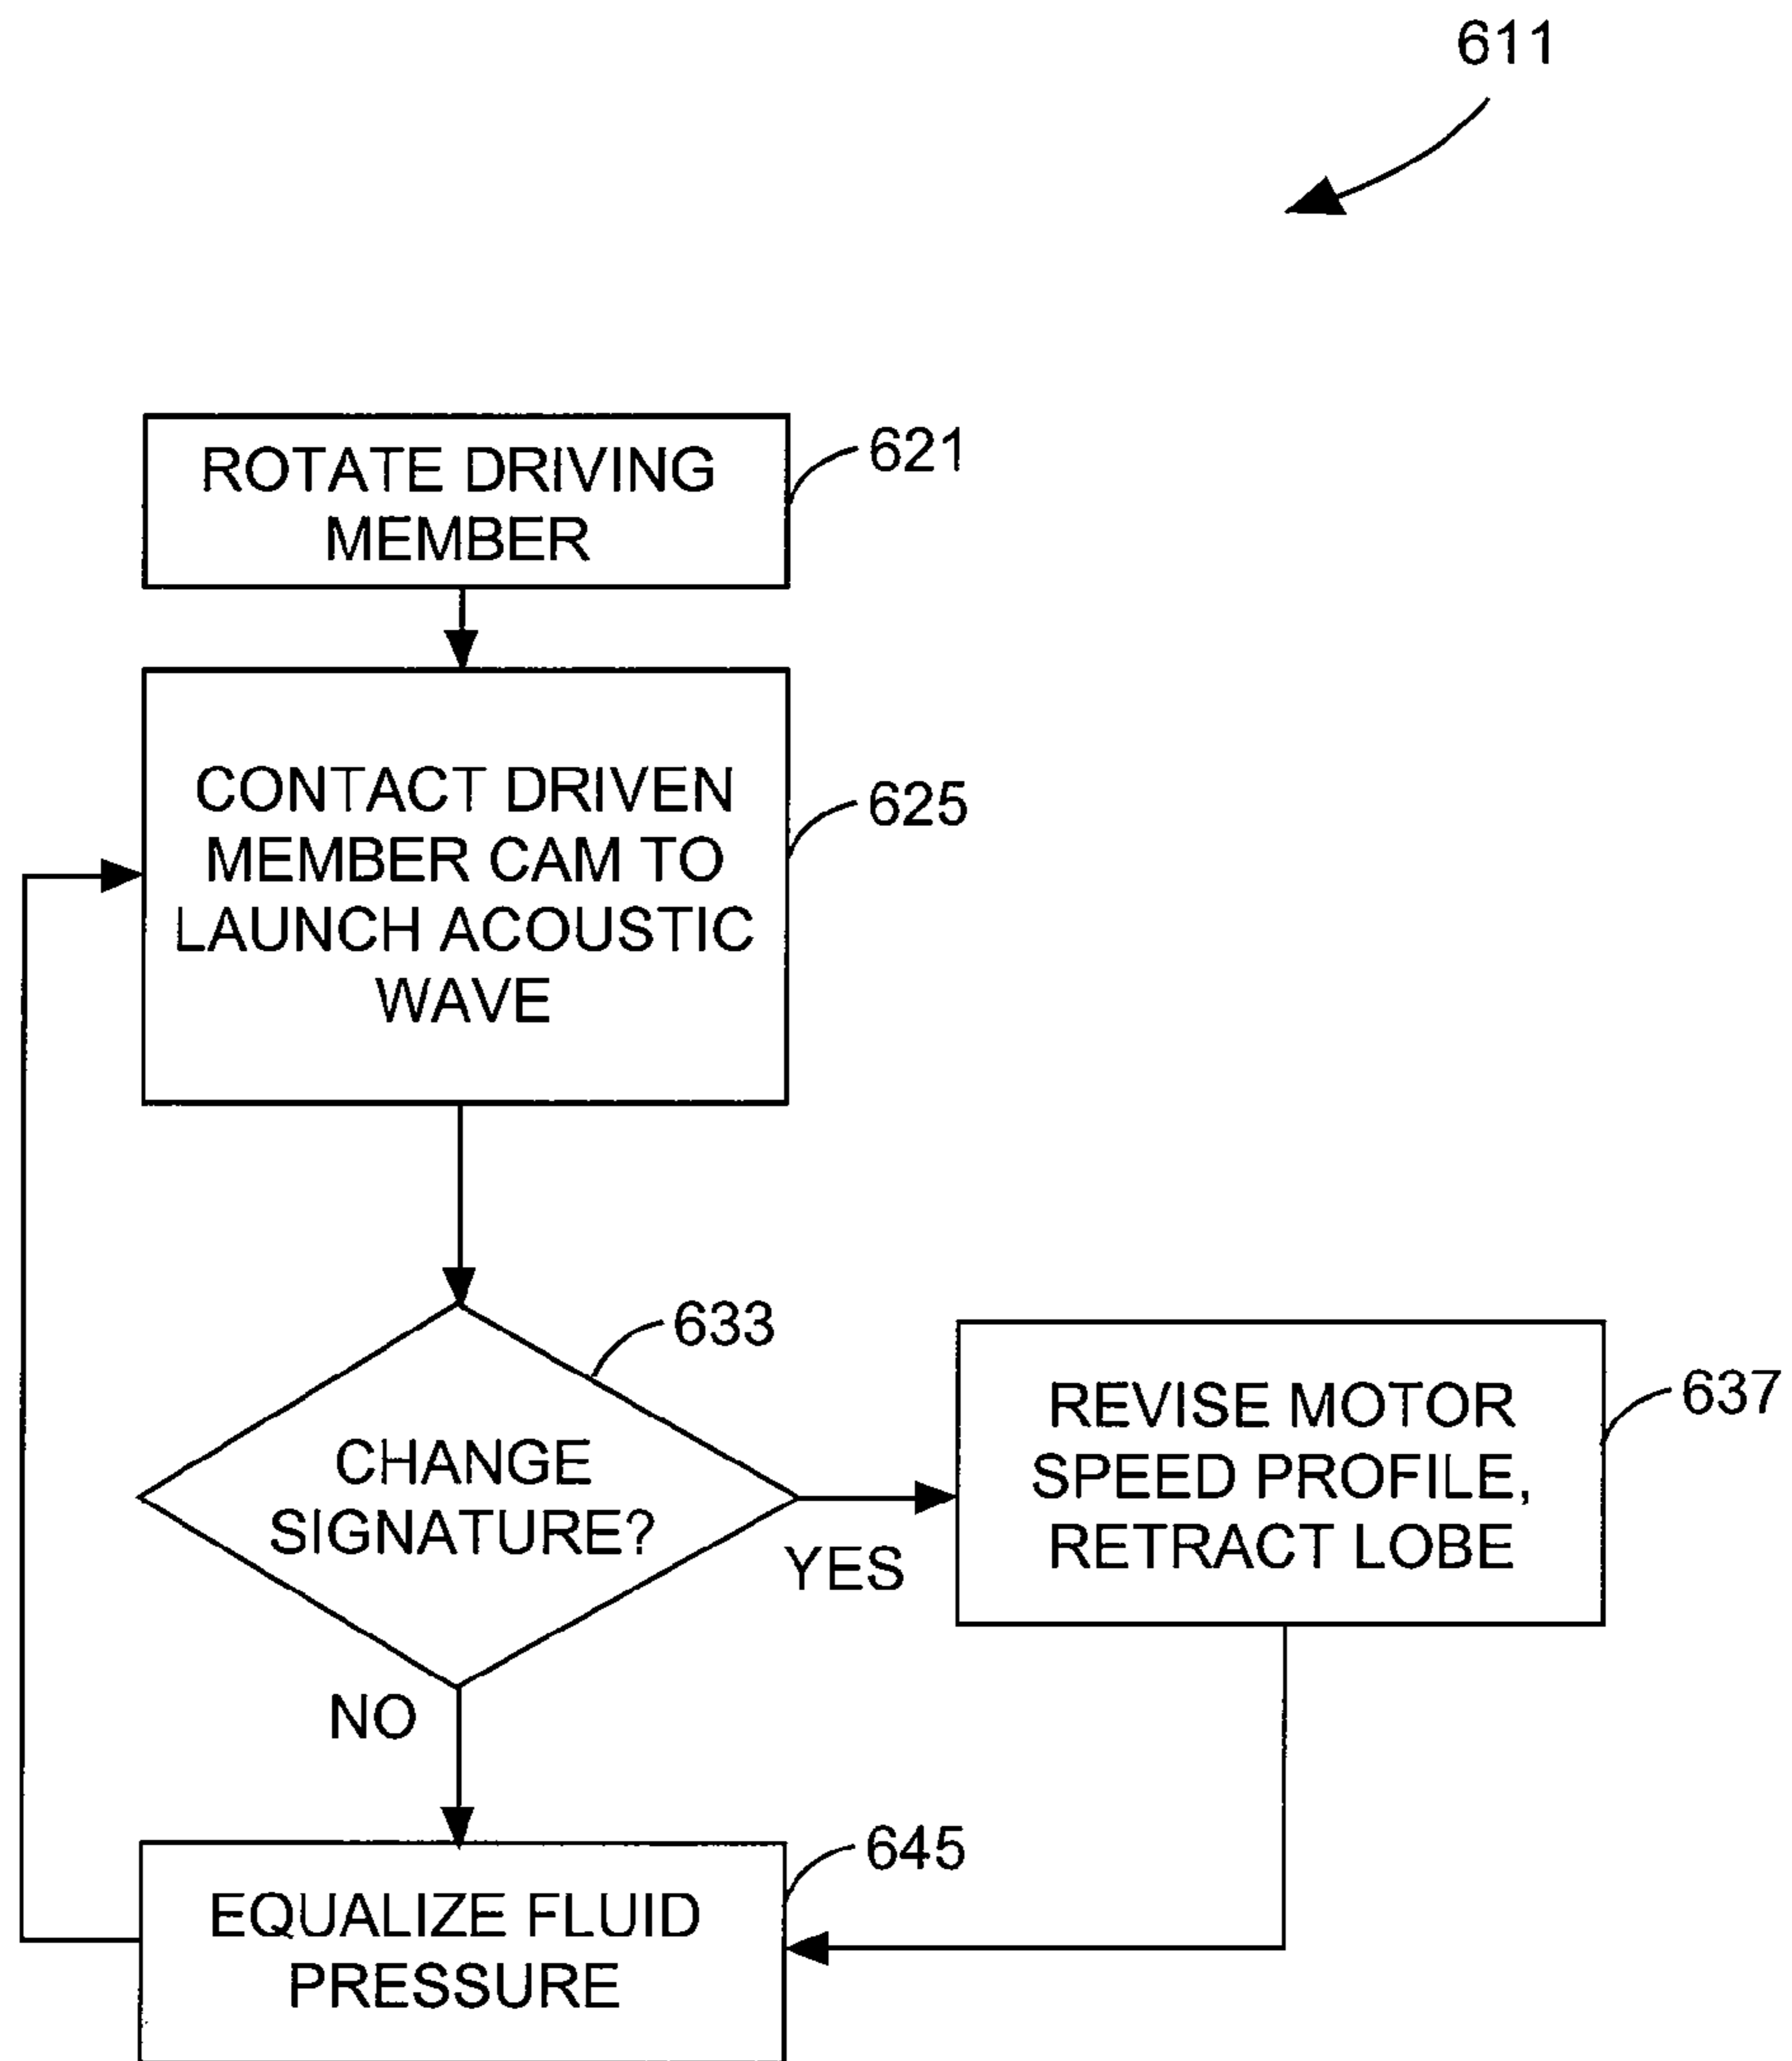 611
ROTATE DRIVING
MEMBER
621
CONTACT DRIVEN
MEMBER CAM TO
LAUNCH ACOUSTIC
WAVE
625
CHANGE
SIGNATURE?
633
YES
NO
REVISE MOTOR
SPEED PROFILE,
RETRACT LOBE
637
EQUALIZE FLUID
PRESSURE
645